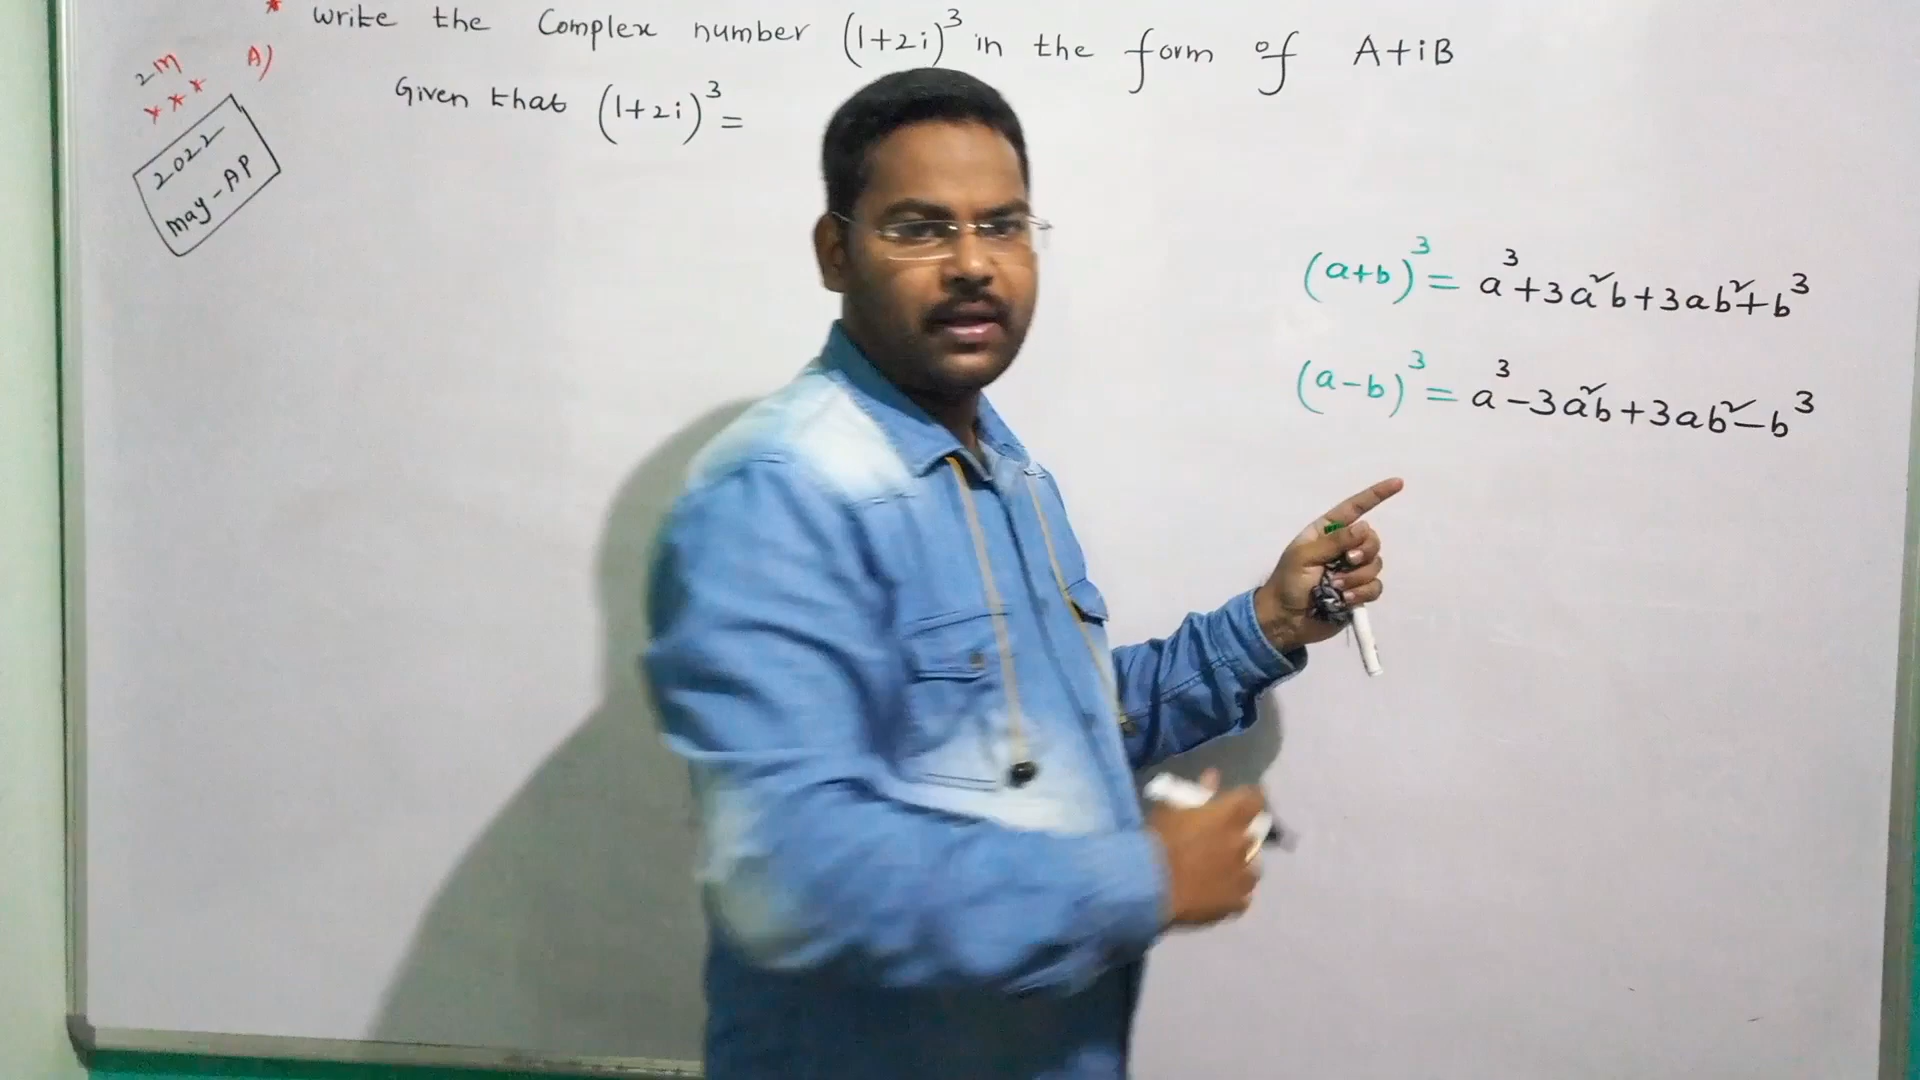 * Write the Complex number (1+2i)³ in the form of A+iB
2M
***
A) Given that (1+2i)³ =
2022
May-AP
(a+b)³ = a³+3a²b+3ab²+b³
(a-b)³ = a³-3a²b+3ab²-b³